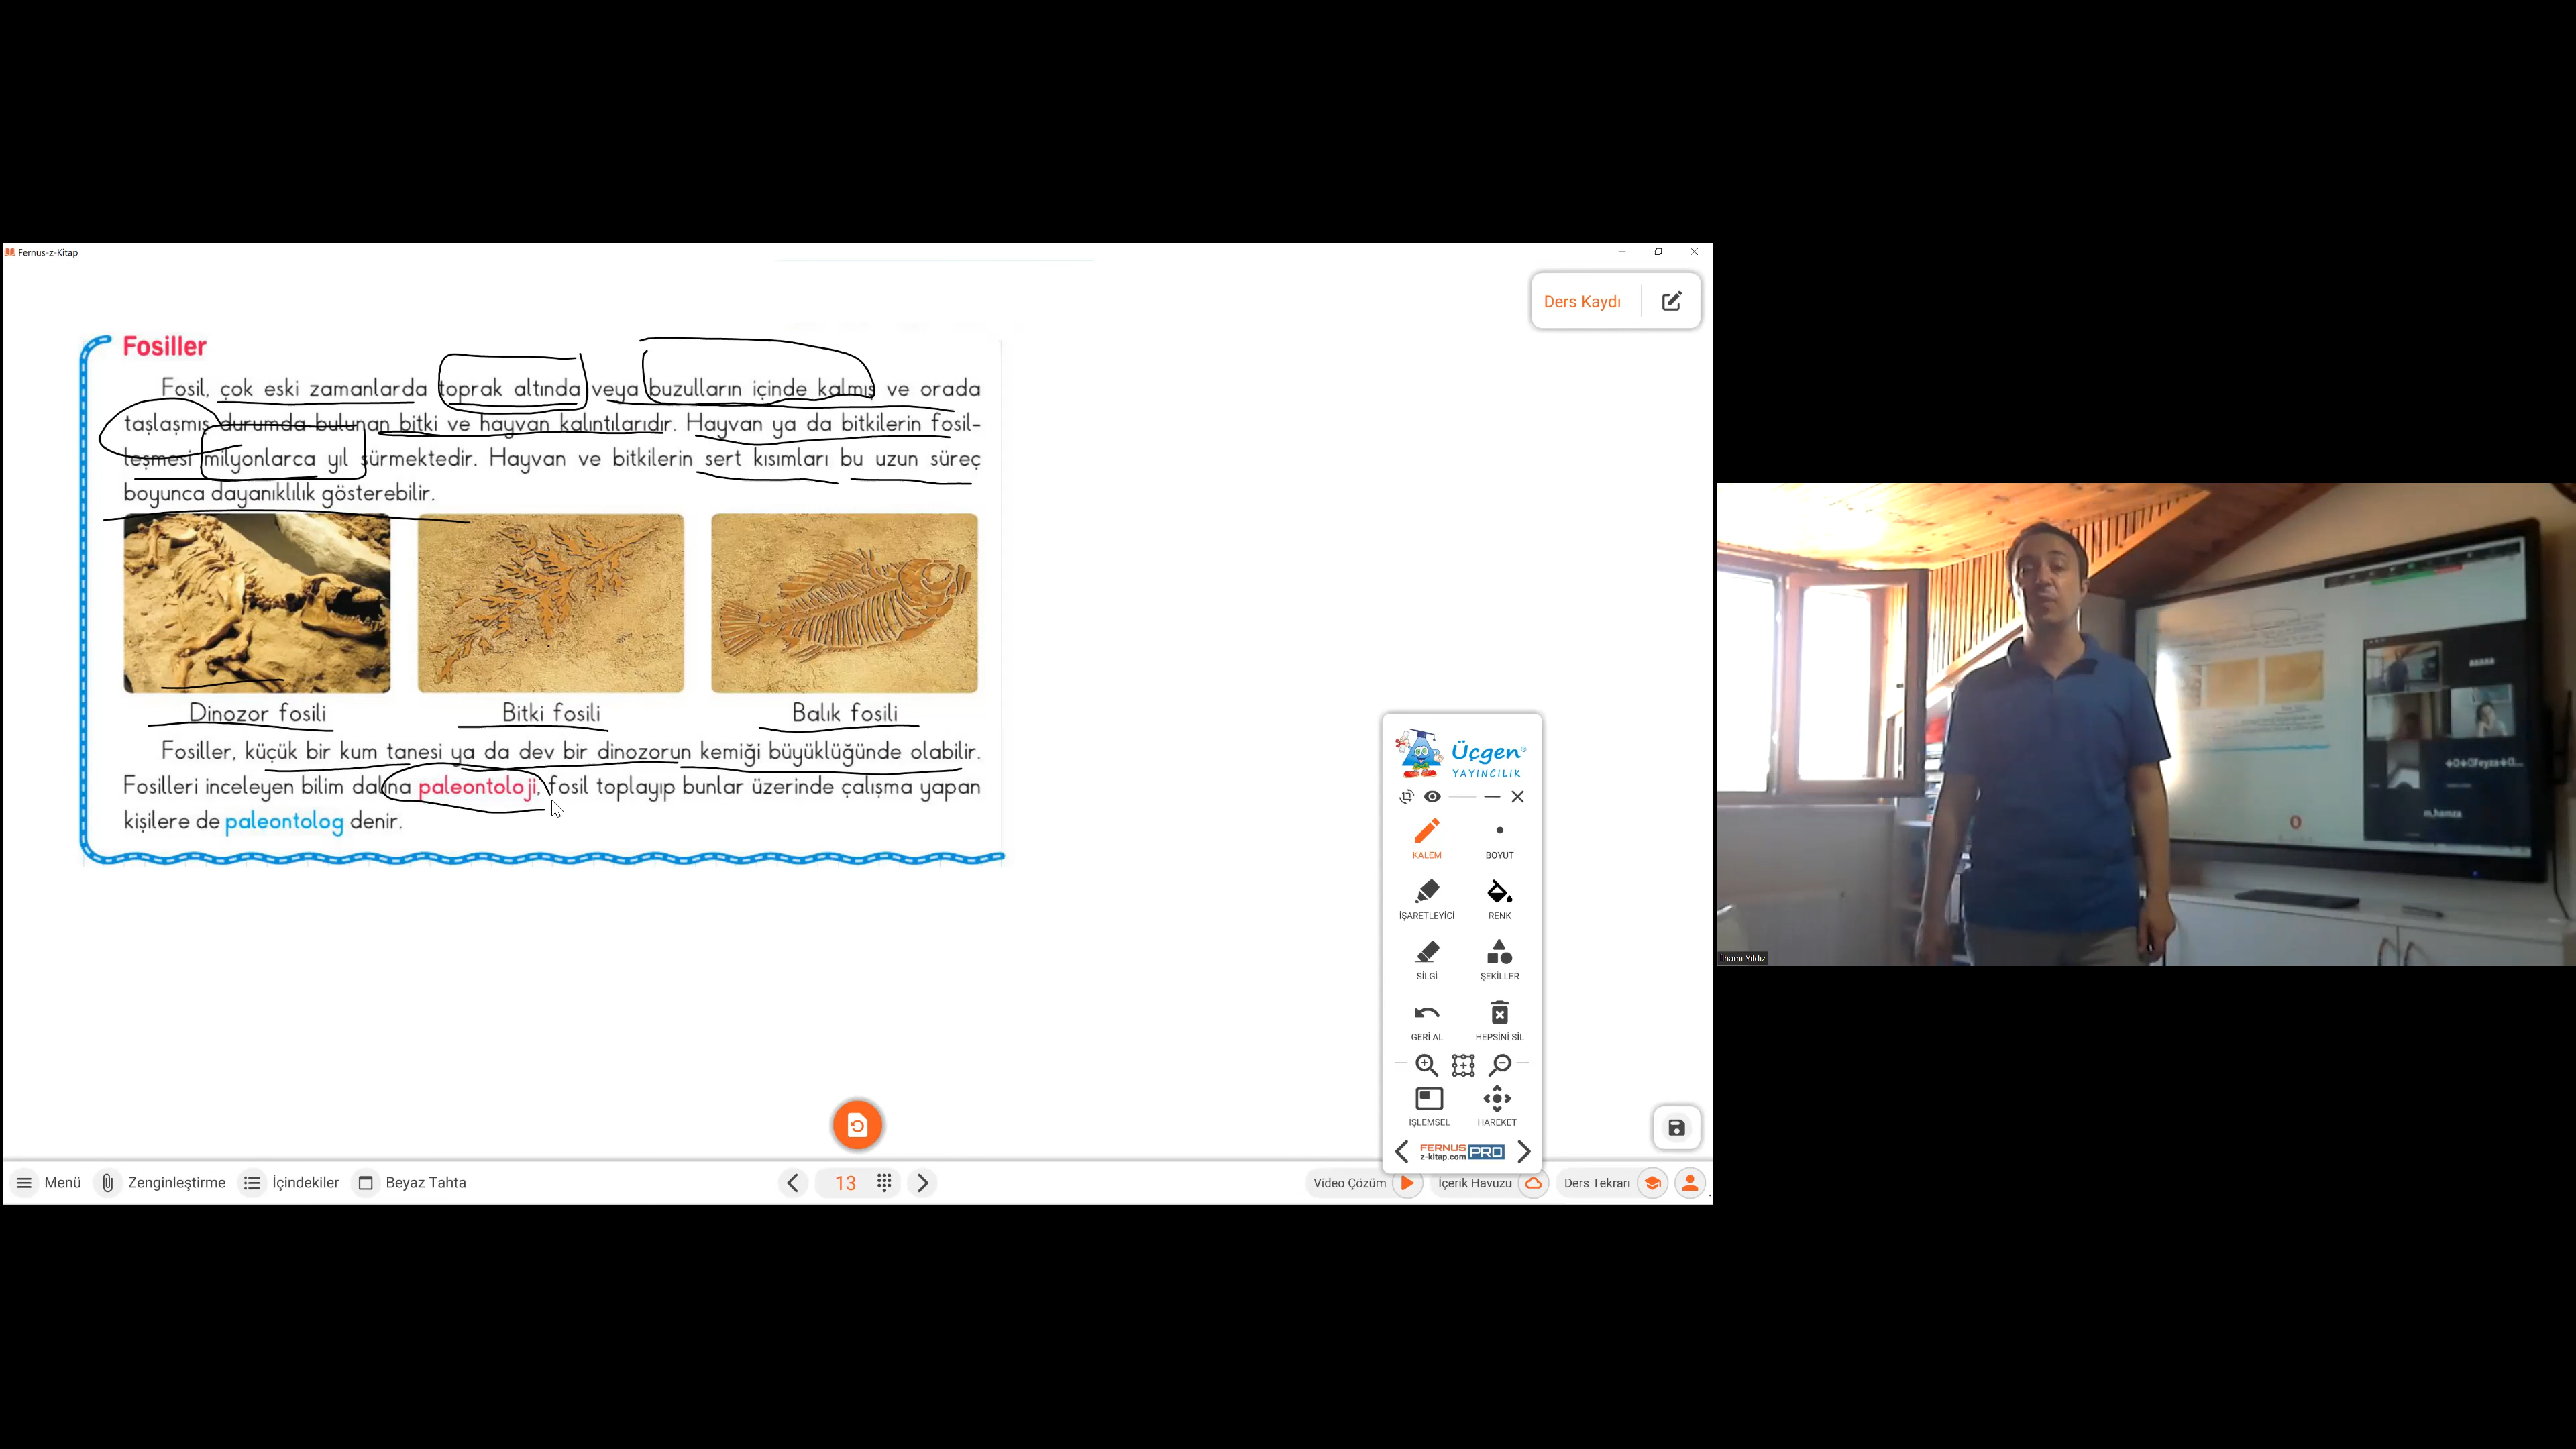 Fernus-z-Kitap
Ders Kaydı
Fosiller
Fosil, çok eski zamanlarda toprak altında veya buzulların içinde kalmış ve orada
taşlaşmış durumda bulunan bitki ve hayvan kalıntılarıdır. Hayvan ya da bitkilerin fosil-
leşmesi milyonlarca yıl sürmektedir. Hayvan ve bitkilerin sert kısımları bu uzun süreç
boyunca dayanıklılık gösterebilir.
Dinozor fosili
Bitki fosili
Balık fosili
Fosiller, küçük bir kum tanesi ya da dev bir dinozorun kemiği büyüklüğünde olabilir.
Fosilleri inceleyen bilim dalına paleontoloji, fosil toplayıp bunlar üzerinde çalışma yapan
kişilere de paleontolog denir.
Üçgen
YAYINCILIK
KALEM
BOYUT
İŞARETLEYİCİ
RENK
SİLGİ
ŞEKİLLER
GERİ AL
HEPSİNİ SİL
İŞLEMSEL
HAREKET
FERNUS
z-kitap.com
PRO
Menü
Zenginleştirme
İçindekiler
Beyaz Tahta
13
Video Çözüm
İçerik Havuzu
Ders Tekrarı
m.hamza
İlhami Yıldız